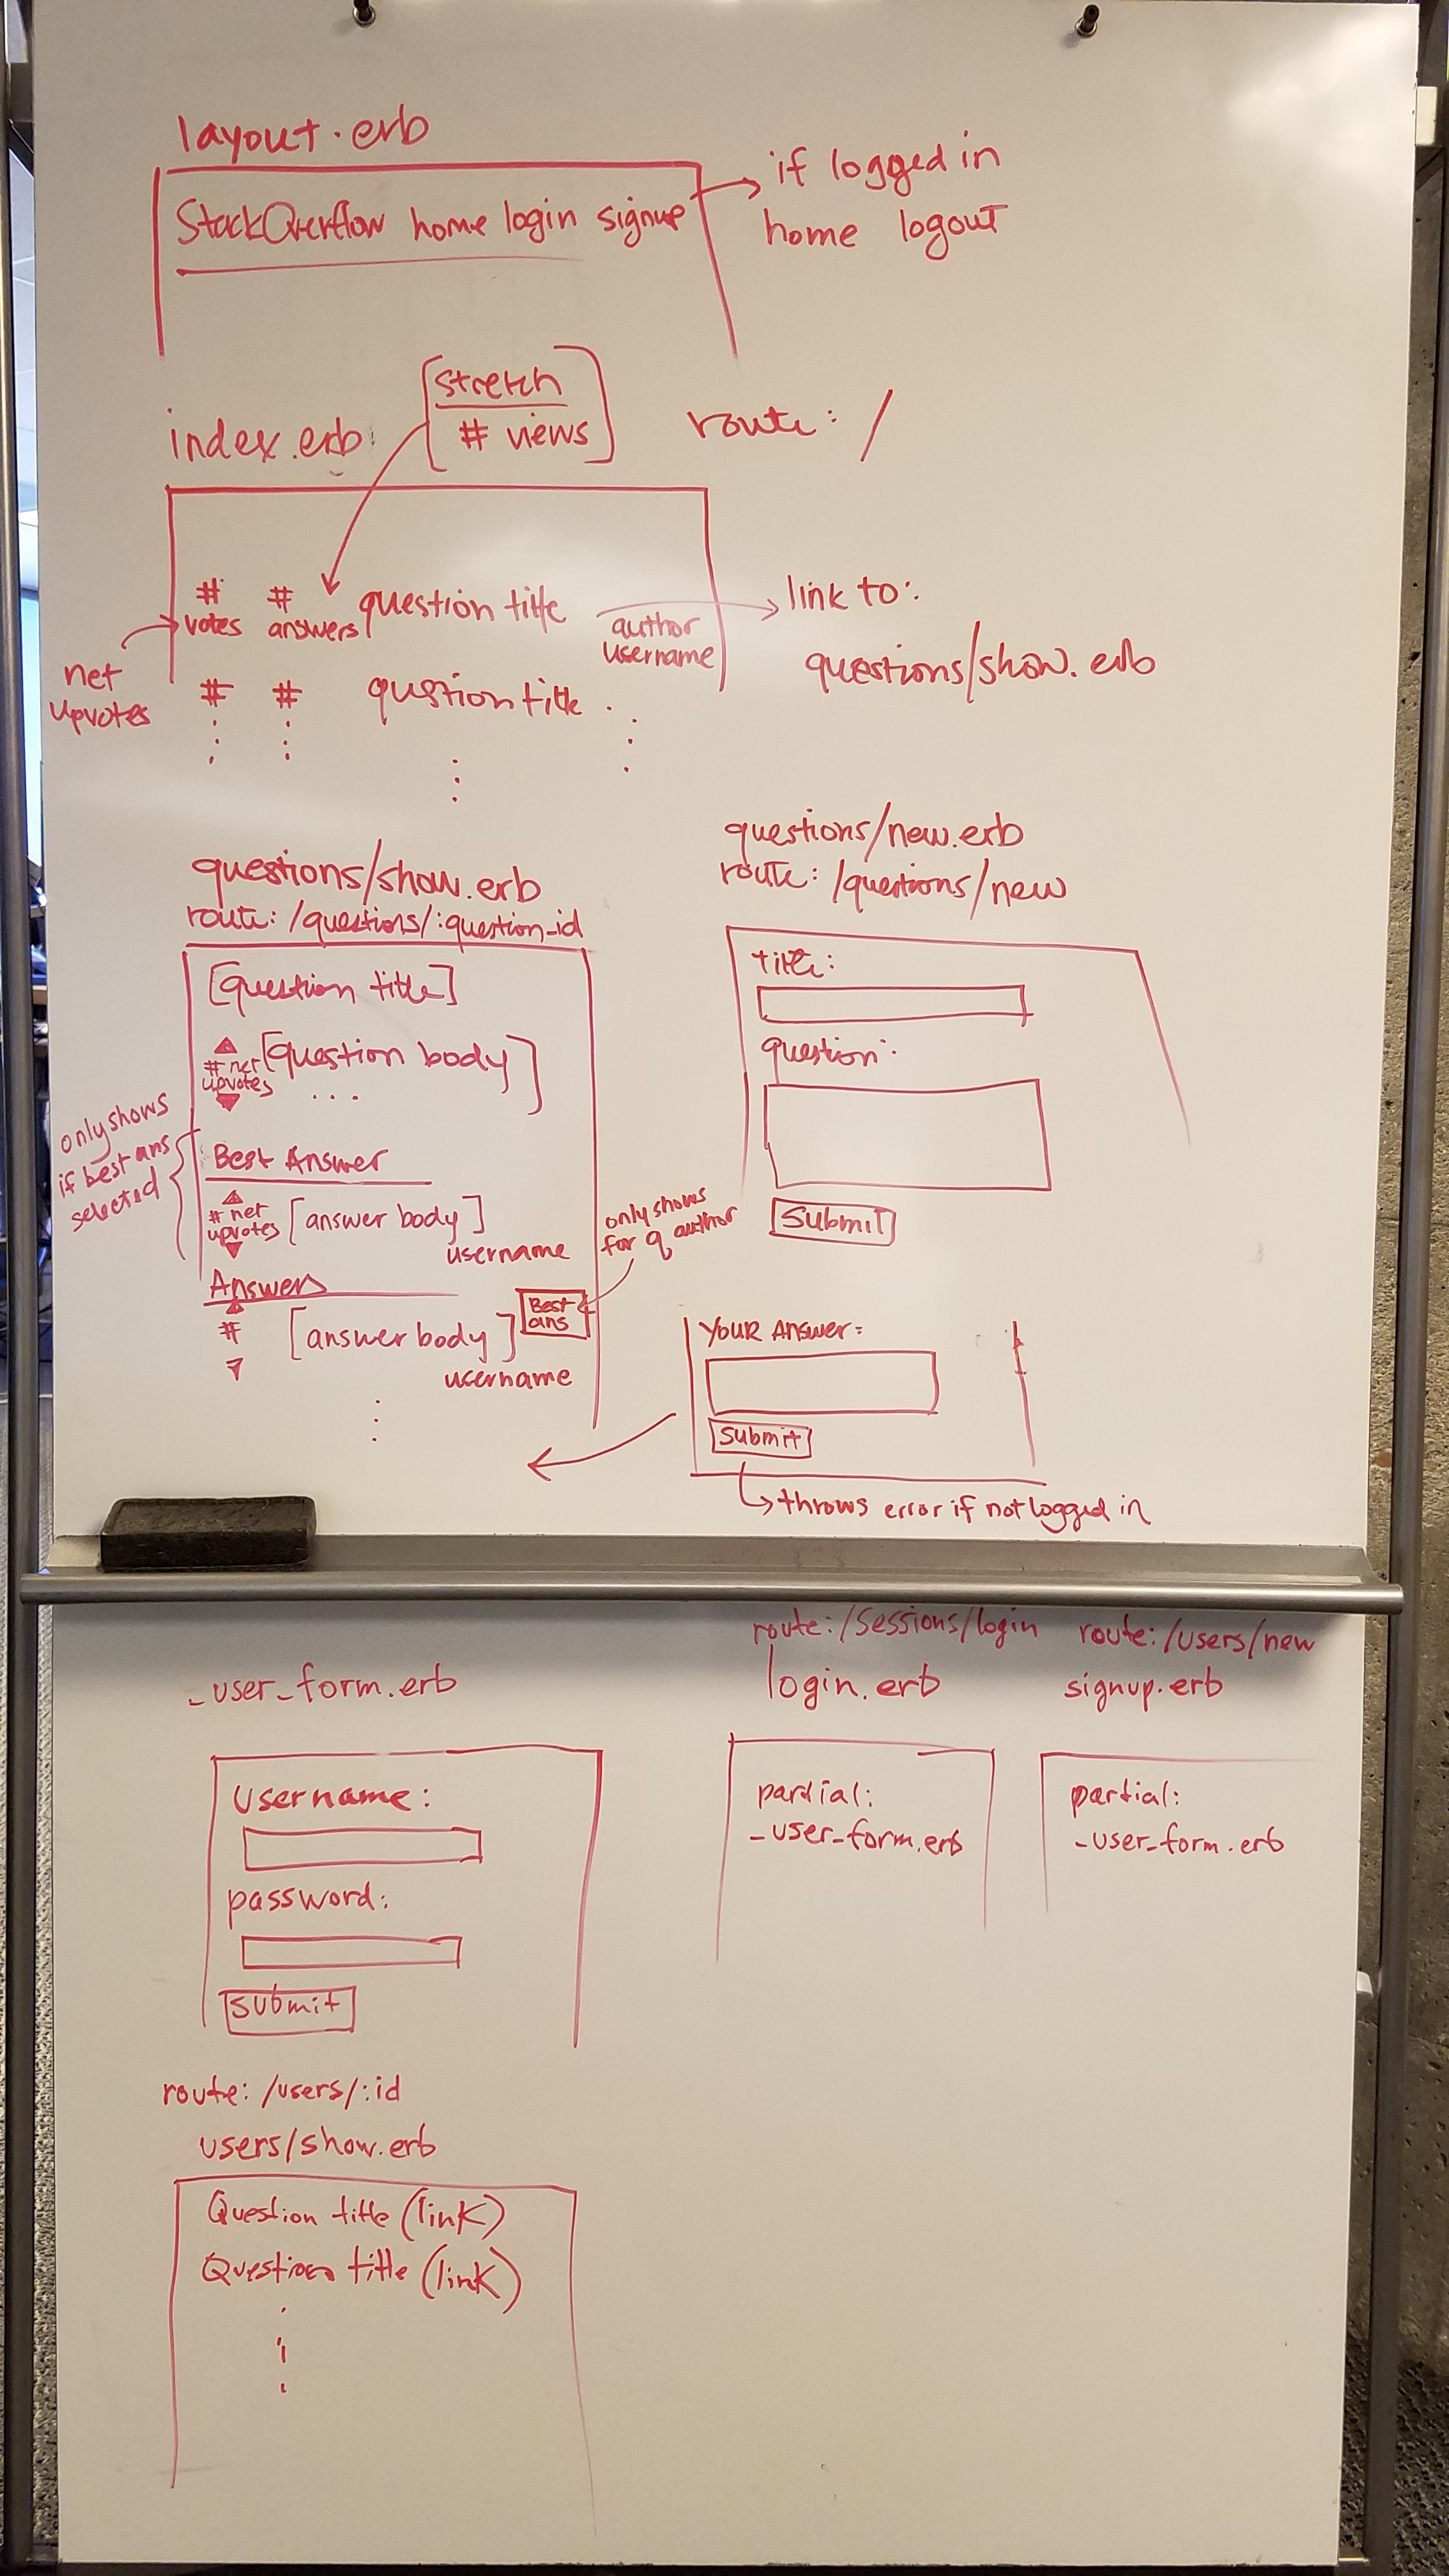 layout.erb
StackOverflow home login signup
if logged in
home logout
[stretch
# views]
index.erb
route: /
# votes # answers question title
author username
link to:
questions/show.erb
net upvotes
# # question title
questions/show.erb
route: /questions/:question_id
[question title]
# net upvotes [question body]
...
only shows
if best ans
selected
Best Answer
# net upvotes [answer body]
username
Answers
# [answer body]
username
Best ans
only shows
for q author
questions/new.erb
route: /questions/new
title:
question:
Submit
YOUR Answer:
Submit
throws error if not logged in
_user_form.erb
username:
password:
submit
route:/sessions/login
login.erb
partial:
_user_form.erb
route:/users/new
signup.erb
partial:
_user_form.erb
route: /users/:id
users/show.erb
Question title (link)
Question title (link)